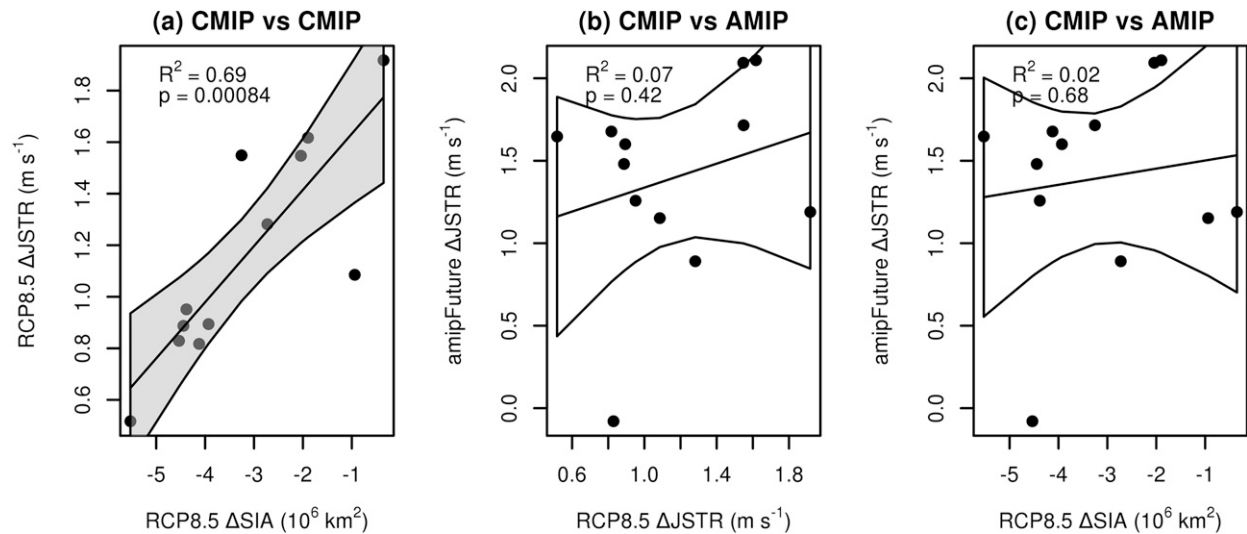 (a) CMIP vs CMIP
R² = 0.69
p = 0.00084
RCP8.5 ΔJSTR (m s⁻¹)
0.6 0.8 1.0 1.2 1.4 1.6 1.8
-5 -4 -3 -2 -1
RCP8.5 ΔSIA (10⁶ km²)
(b) CMIP vs AMIP
R² = 0.07
p = 0.42
amipFuture ΔJSTR (m s⁻¹)
0.0 0.5 1.0 1.5 2.0
0.6 1.0 1.4 1.8
RCP8.5 ΔJSTR (m s⁻¹)
(c) CMIP vs AMIP
R² = 0.02
p = 0.68
amipFuture ΔJSTR (m s⁻¹)
0.0 0.5 1.0 1.5 2.0
-5 -4 -3 -2 -1
RCP8.5 ΔSIA (10⁶ km²)